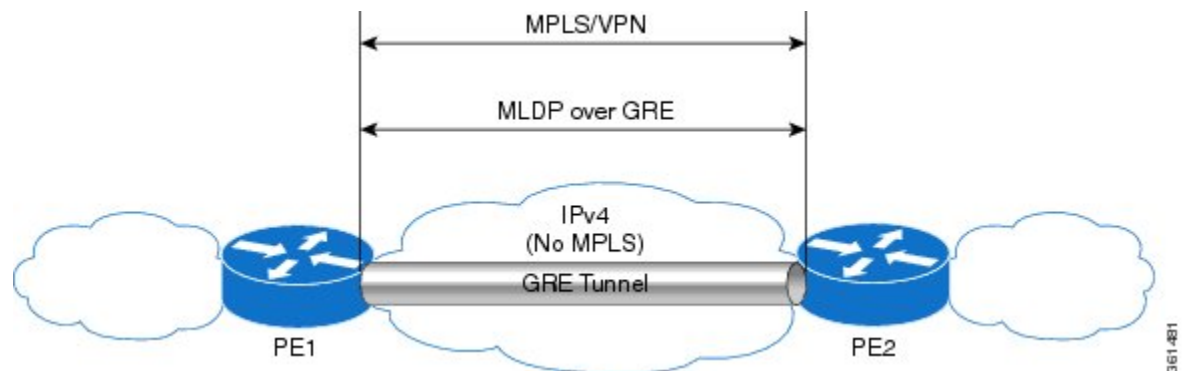 MPLS/VPN
MLDP over GRE
IPv4
(No MPLS)
GRE Tunnel
PE1
PE2
361481